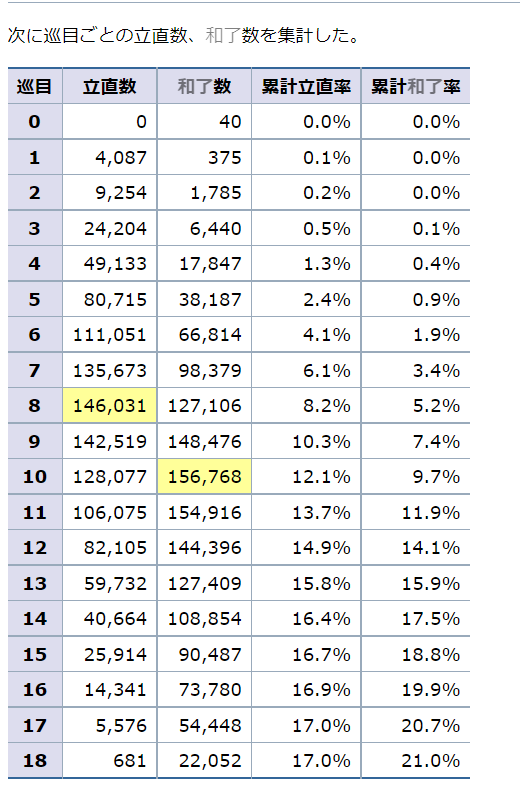 次に巡目ごとの立直数、和了数を集計した。
巡目 立直数 和了数 累計立直率 累計和了率
0 0 40 0.0% 0.0%
1 4,087 375 0.1% 0.0%
2 9,254 1,785 0.2% 0.0%
3 24,204 6,440 0.5% 0.1%
4 49,133 17,847 1.3% 0.4%
5 80,715 38,187 2.4% 0.9%
6 111,051 66,814 4.1% 1.9%
7 135,673 98,379 6.1% 3.4%
8 146,031 127,106 8.2% 5.2%
9 142,519 148,476 10.3% 7.4%
10 128,077 156,768 12.1% 9.7%
11 106,075 154,916 13.7% 11.9%
12 82,105 144,396 14.9% 14.1%
13 59,732 127,409 15.8% 15.9%
14 40,664 108,854 16.4% 17.5%
15 25,914 90,487 16.7% 18.8%
16 14,341 73,780 16.9% 19.9%
17 5,576 54,448 17.0% 20.7%
18 681 22,052 17.0% 21.0%